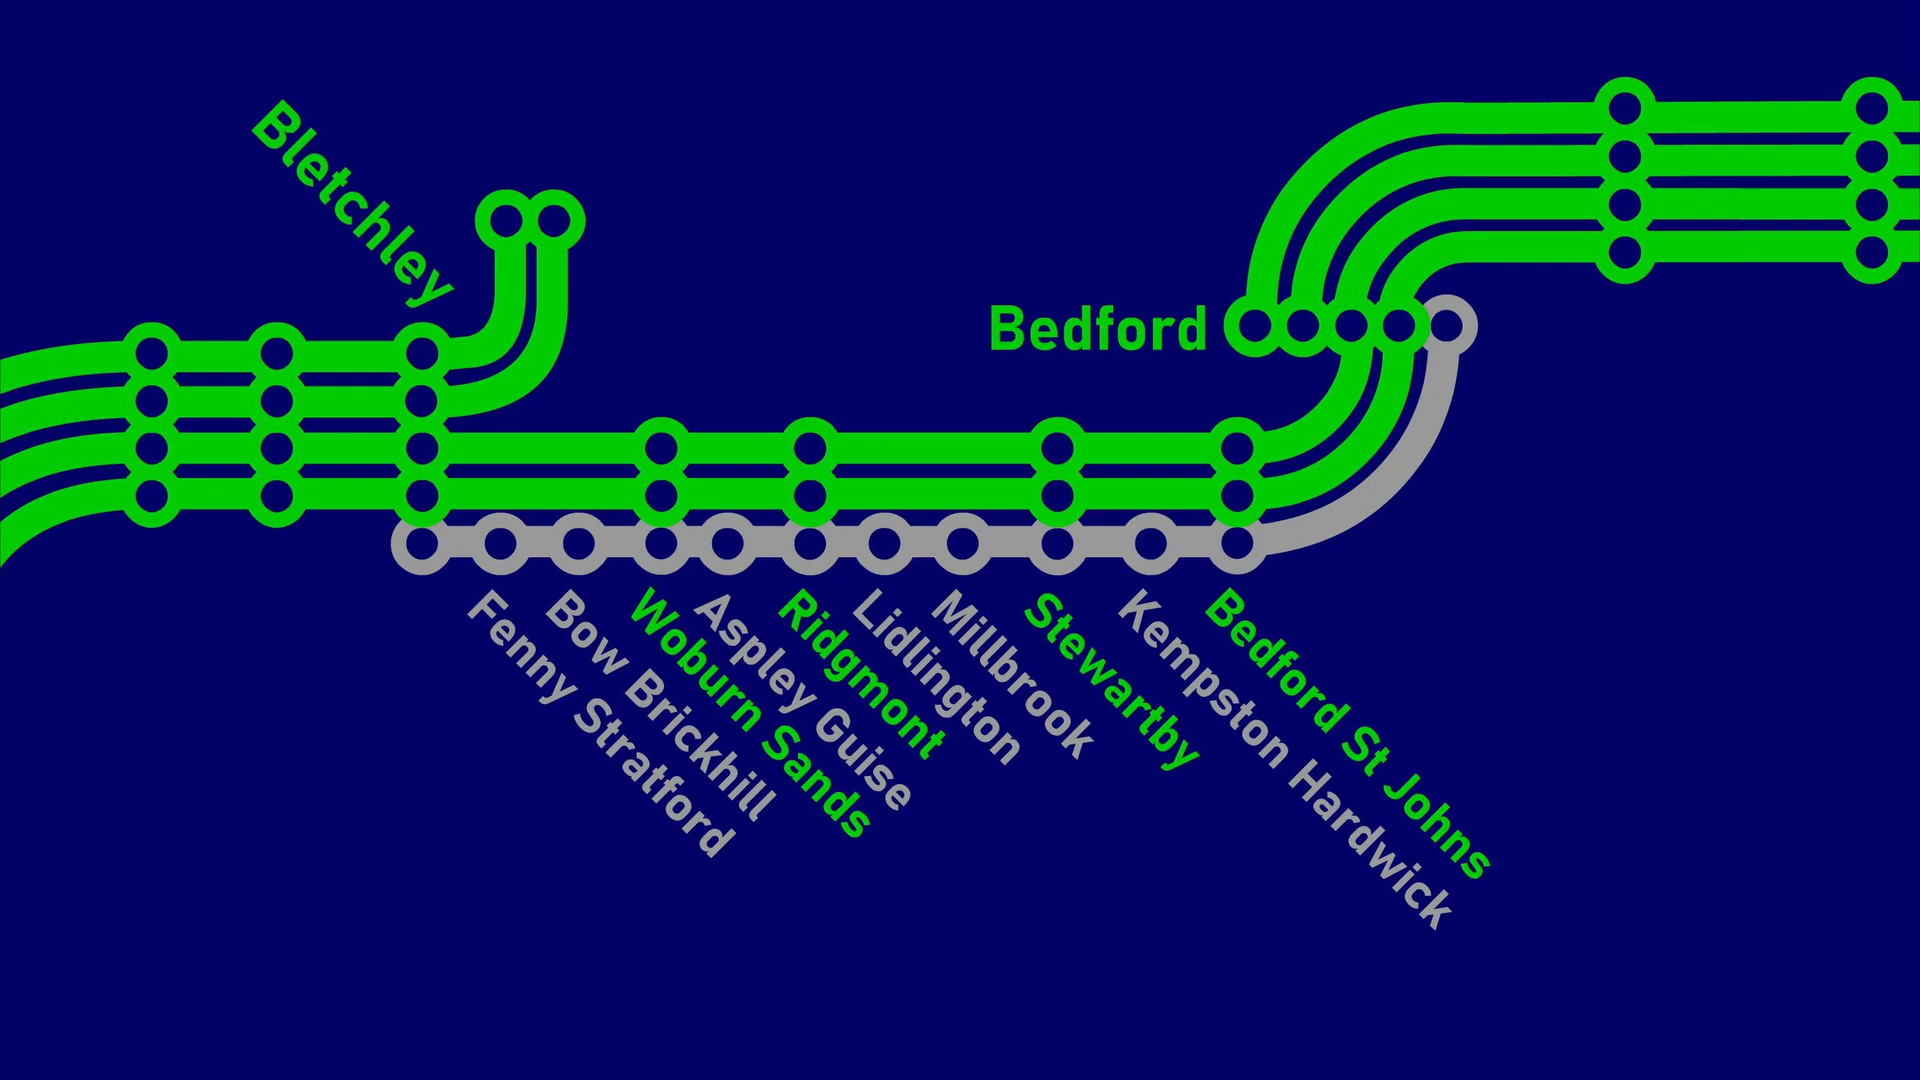 Bletchley
Bedford
Fenny Stratford
Bow Brickhill
Woburn Sands
Aspley Guise
Ridgmont
Lidlington
Millbrook
Stewartby
Kempston Hardwick
Bedford St Johns